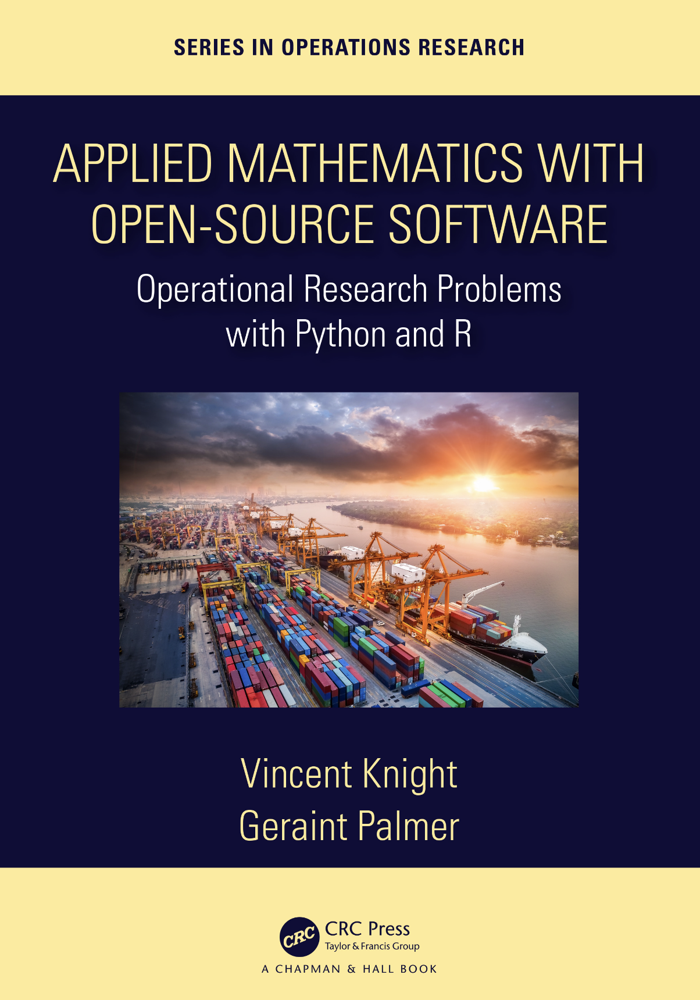 SERIES IN OPERATIONS RESEARCH
APPLIED MATHEMATICS WITH
OPEN-SOURCE SOFTWARE
Operational Research Problems
with Python and R
Vincent Knight
Geraint Palmer
CRC
CRC Press
Taylor & Francis Group
A CHAPMAN & HALL BOOK